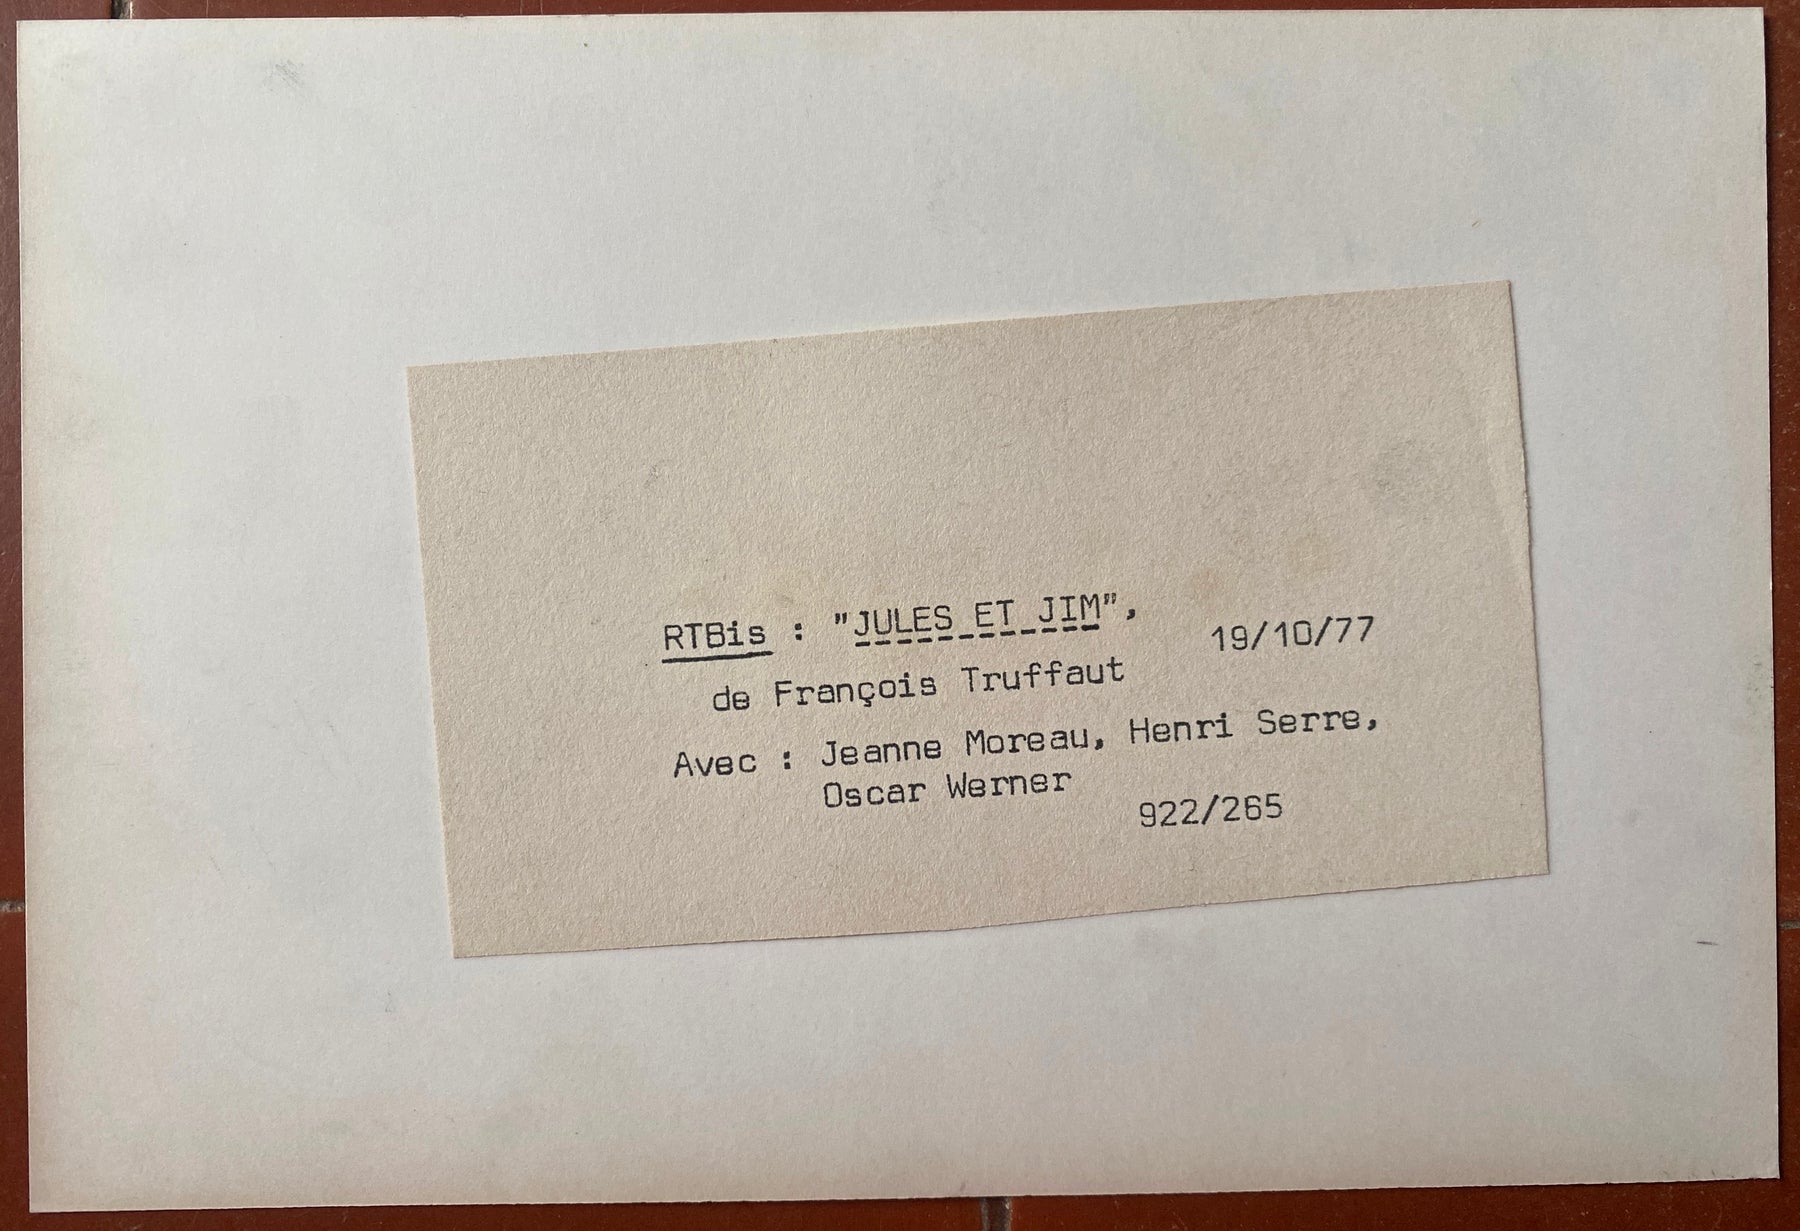 RTBis : "JULES ET JIM", 19/10/77
de François Truffaut
Avec : Jeanne Moreau, Henri Serre,
Oscar Werner
922/265